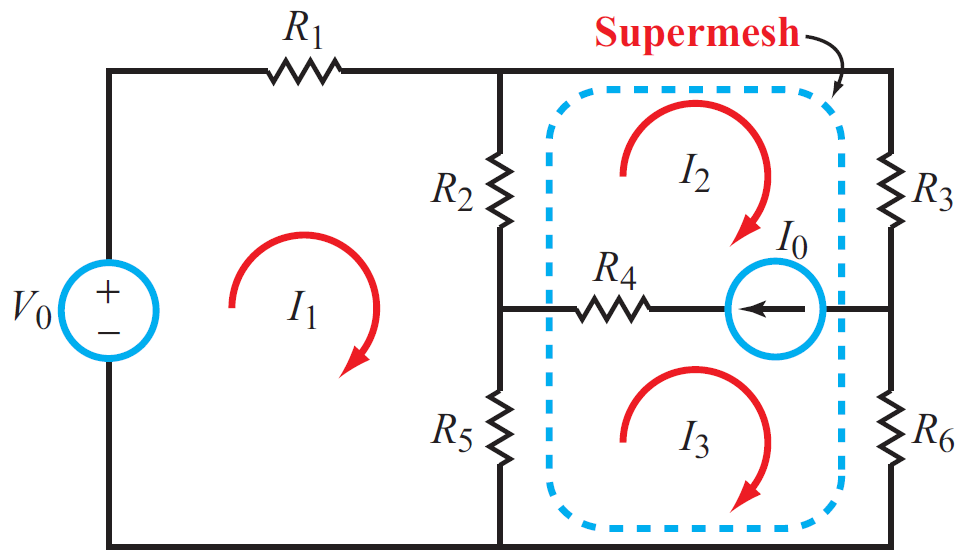 R1
Supermesh
I2
R2
R3
I0
R4
V0
+
−
I1
R5
I3
R6